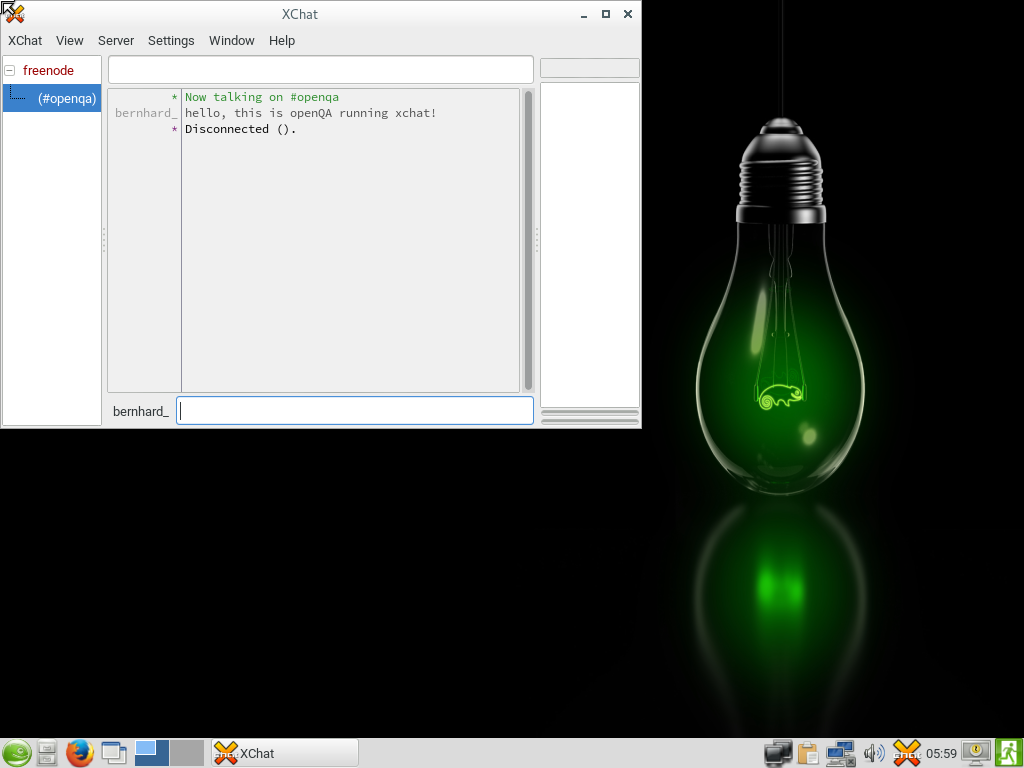 XChat
XChat View Server Settings Window Help
freenode
(#openqa)
* Now talking on #openqa
bernhard_ hello, this is openQA running xchat!
* Disconnected ().
bernhard_
XChat
05:59